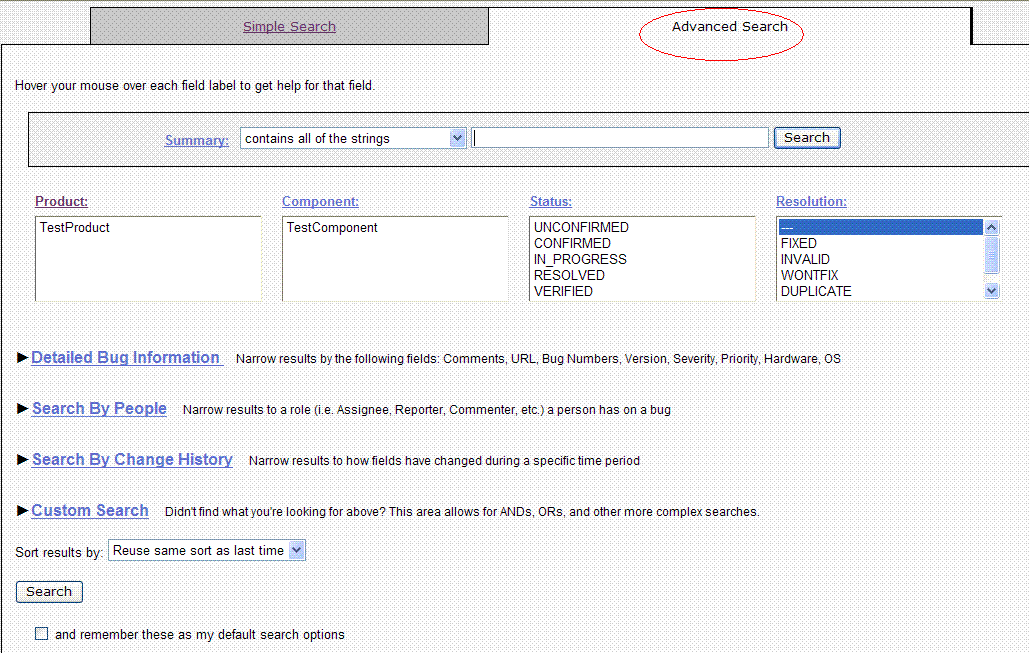 Simple Search
Advanced Search
Hover your mouse over each field label to get help for that field.
Summary: contains all of the strings Search
Product: Component: Status: Resolution:
TestProduct TestComponent UNCONFIRMED ---
CONFIRMED FIXED
IN_PROGRESS INVALID
RESOLVED WONTFIX
VERIFIED DUPLICATE
Detailed Bug Information Narrow results by the following fields: Comments, URL, Bug Numbers, Version, Severity, Priority, Hardware, OS
Search By People Narrow results to a role (i.e. Assignee, Reporter, Commenter, etc.) a person has on a bug
Search By Change History Narrow results to how fields have changed during a specific time period
Custom Search Didn't find what you're looking for above? This area allows for ANDs, ORs, and other more complex searches.
Sort results by: Reuse same sort as last time
Search
and remember these as my default search options